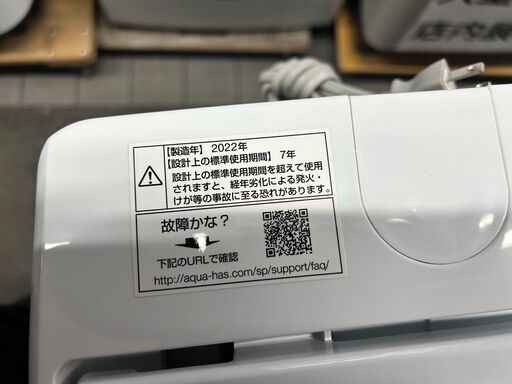 【製造年】 2022年
【設計上の標準使用期間】 7年
設計上の標準使用期間を超えて使用
されますと、経年劣化による発火・
けが等の事故に至る恐れがあります。
故障かな?
下記のURLで確認
http://aqua-has.com/sp/support/faq/
店内展